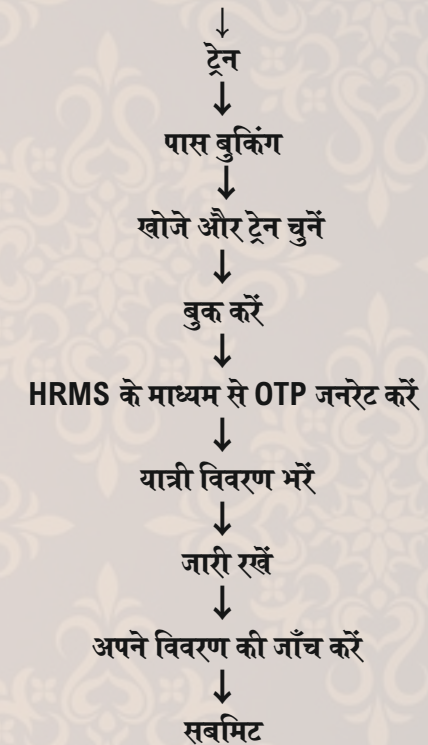 ↓
ट्रेन
↓
पास बुकिंग
↓
खोजे और ट्रेन चुनें
↓
बुक करें
↓
HRMS के माध्यम से OTP जनरेट करें
↓
यात्री विवरण भरें
↓
जारी रखें
↓
अपने विवरण की जाँच करें
↓
सबमिट